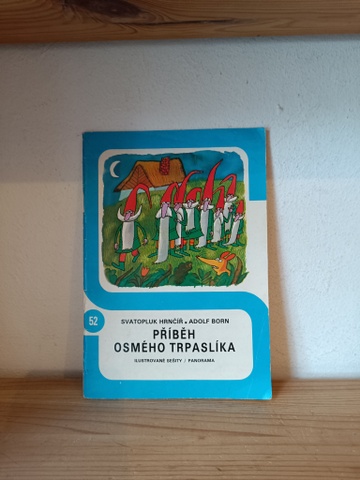 52
SVATOPLUK HRNČÍŘ • ADOLF BORN
PŘÍBĚH
OSMÉHO TRPASLÍKA
ILUSTROVANÉ SEŠITY / PANORAMA